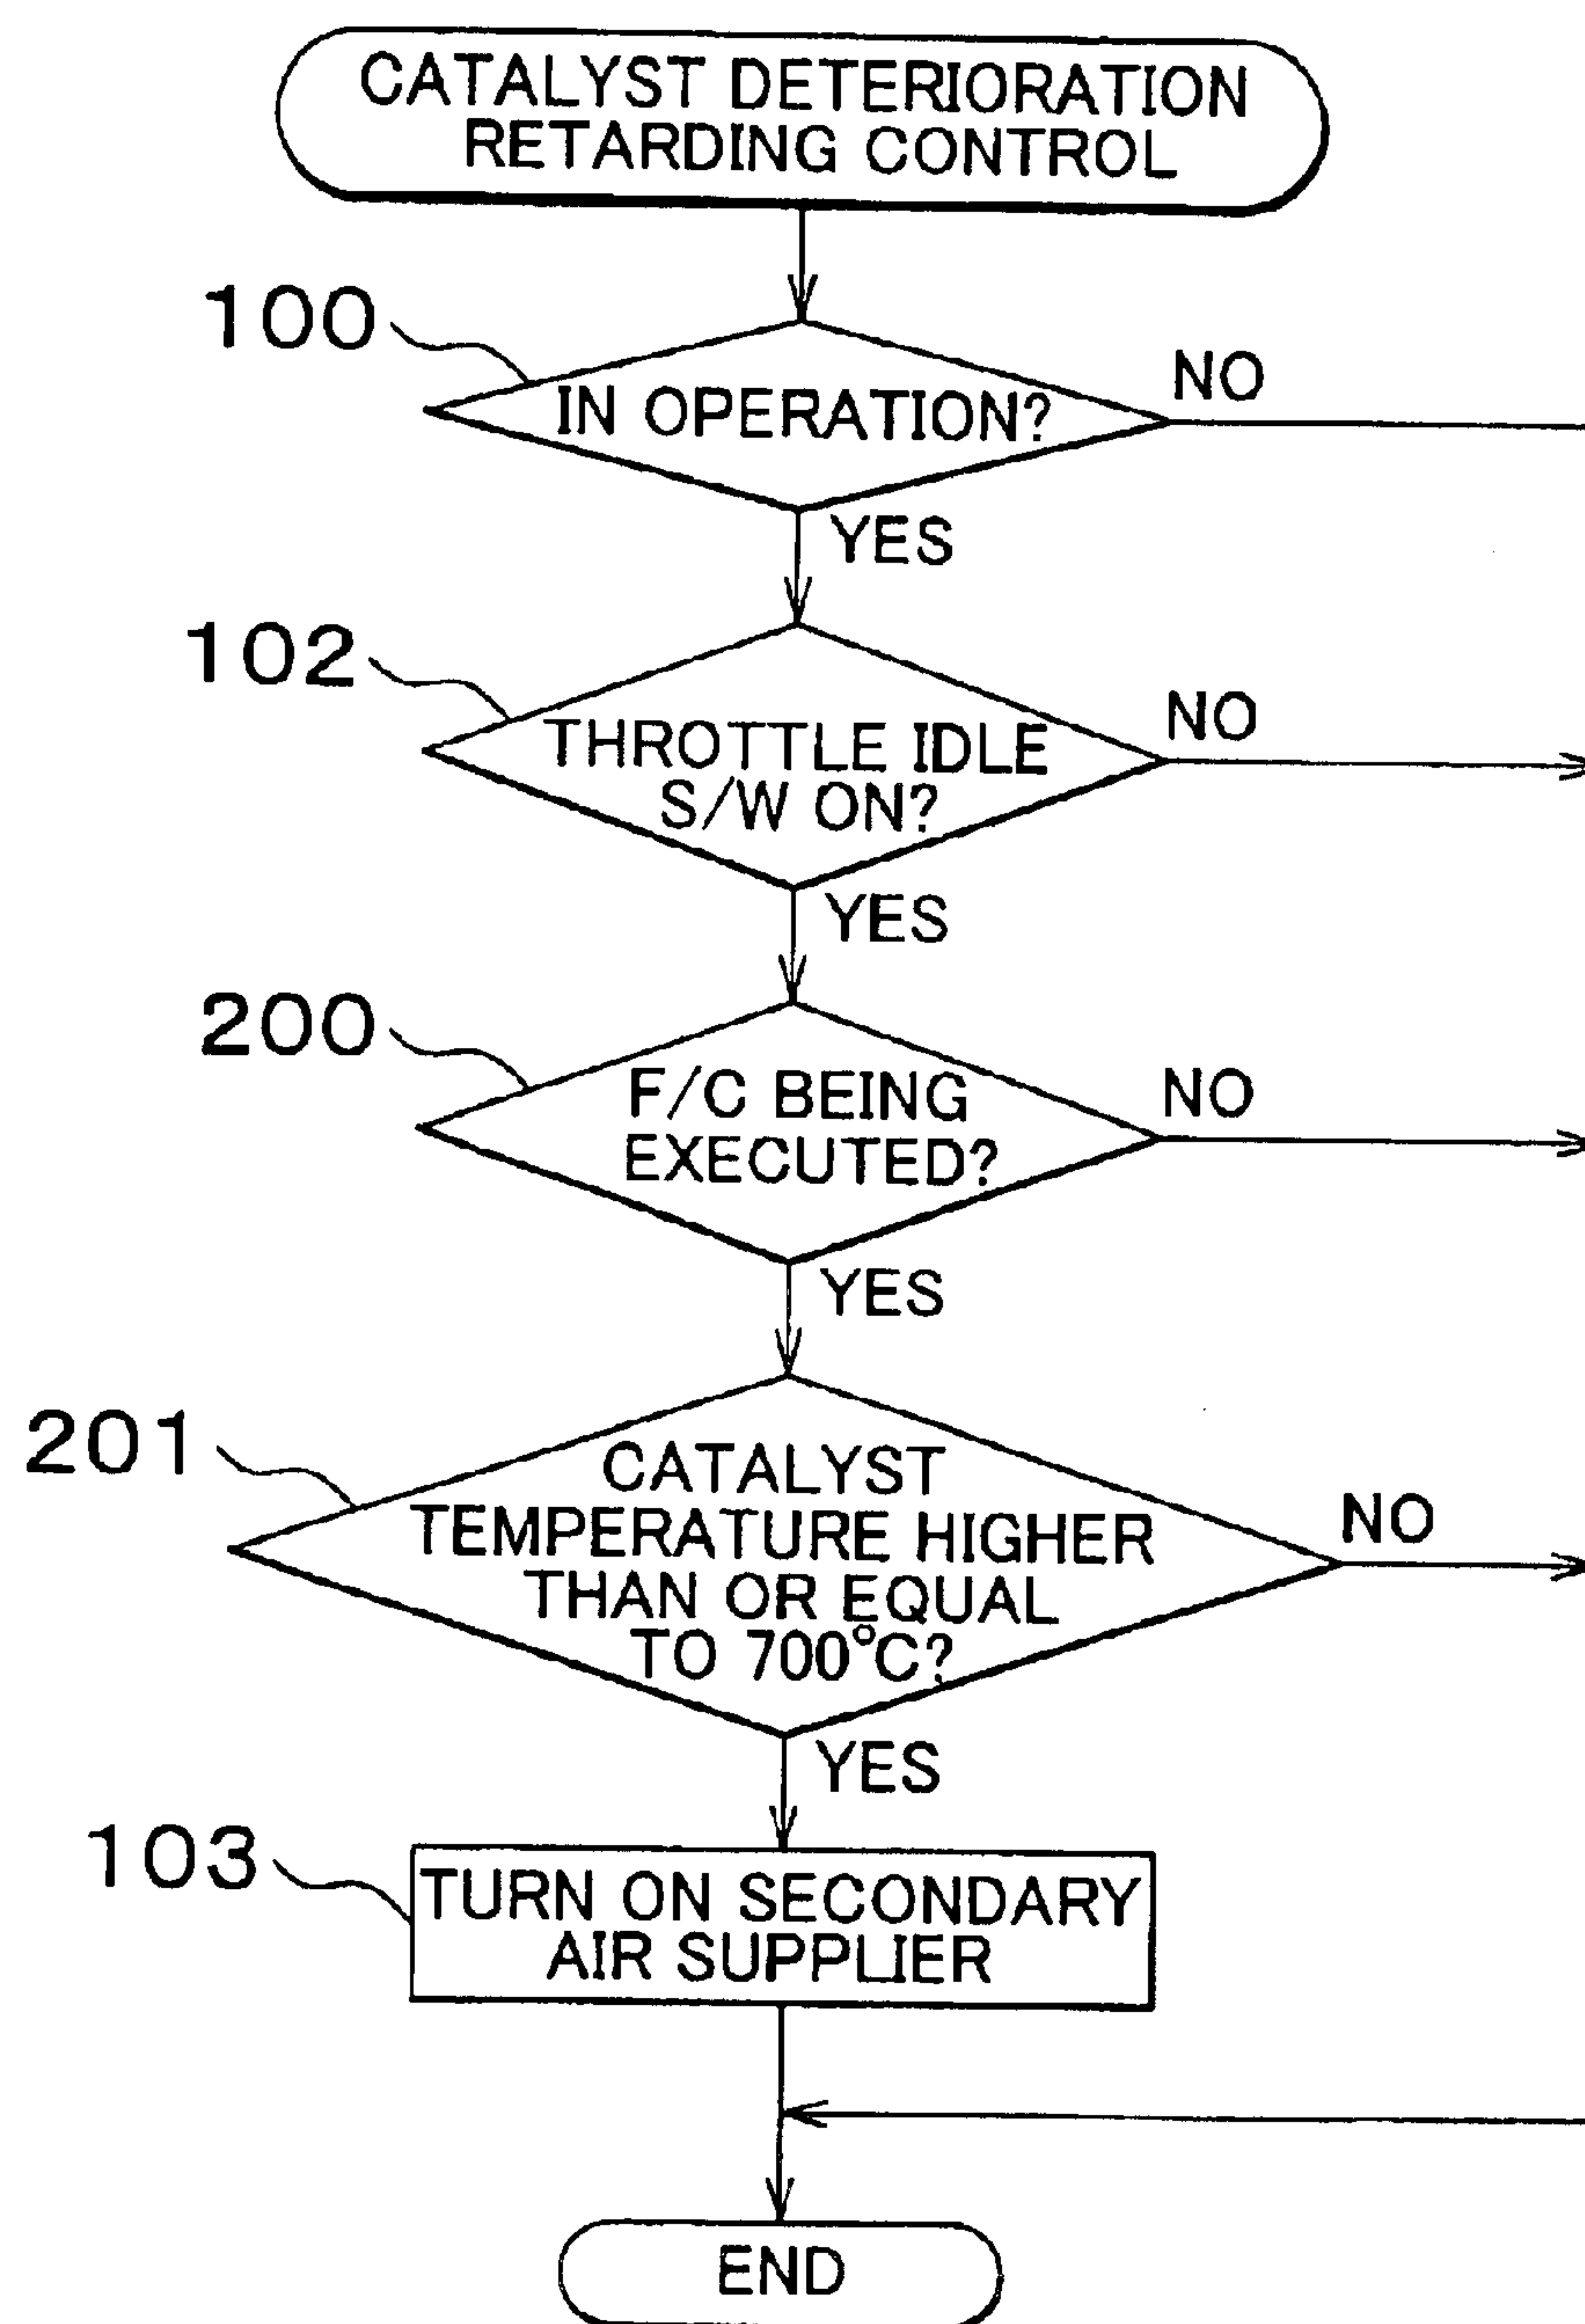 CATALYST DETERIORATION
RETARDING CONTROL
100
IN OPERATION?
NO
YES
102
THROTTLE IDLE
S/W ON?
NO
YES
200
F/C BEING
EXECUTED?
NO
YES
201
CATALYST
TEMPERATURE HIGHER
THAN OR EQUAL
TO 700°C?
NO
YES
103
TURN ON SECONDARY
AIR SUPPLIER
END